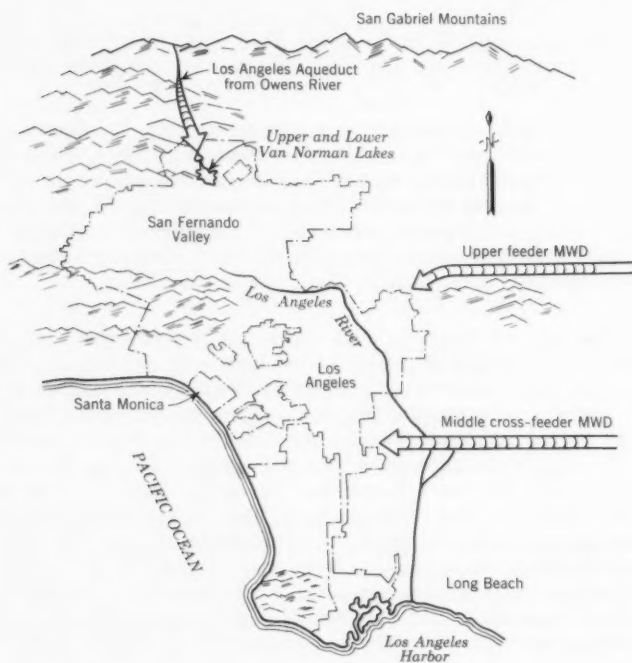 San Gabriel Mountains
Los Angeles Aqueduct
from Owens River
Upper and Lower
Van Norman Lakes
N
San Fernando
Valley
Upper feeder MWD
Los Angeles
River
Los
Angeles
Santa Monica
Middle cross-feeder MWD
PACIFIC OCEAN
Long Beach
Los Angeles
Harbor